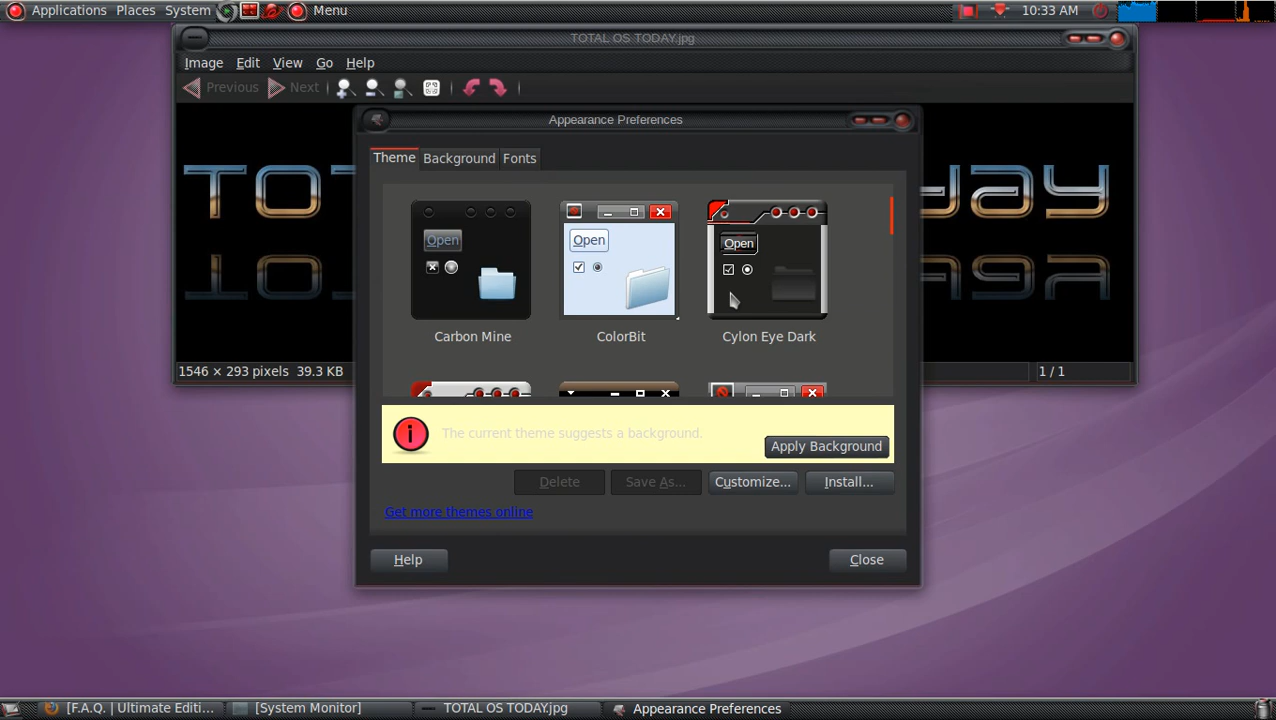 Applications Places System Menu 10:33 AM
TOTAL OS TODAY.jpg
Image Edit View Go Help
Previous Next
Appearance Preferences
Theme Background Fonts
Open Open Open
Carbon Mine ColorBit Cylon Eye Dark
1546 × 293 pixels 39.3 KB 1 / 1
The current theme suggests a background.
Apply Background
Delete Save As... Customize... Install...
Get more themes online
Help Close
[F.A.Q. | Ultimate Editi... [System Monitor] TOTAL OS TODAY.jpg Appearance Preferences